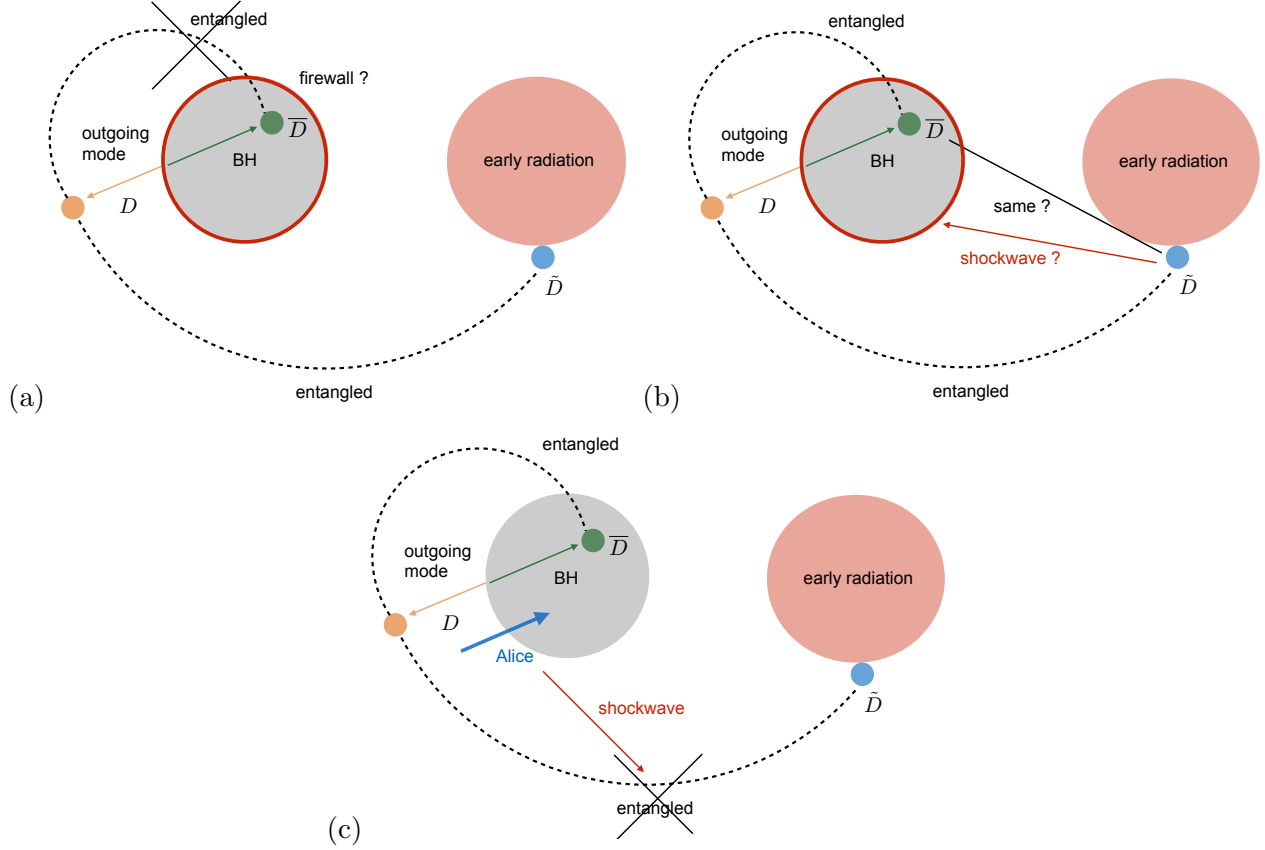 entangled
firewall ?
outgoing
mode
D
D̅
BH
early radiation
D̃
entangled
(a)
entangled
outgoing
mode
D
D̅
BH
early radiation
same ?
shockwave ?
D̃
entangled
(b)
entangled
outgoing
mode
D
D̅
BH
early radiation
Alice
shockwave
D̃
entangled
(c)